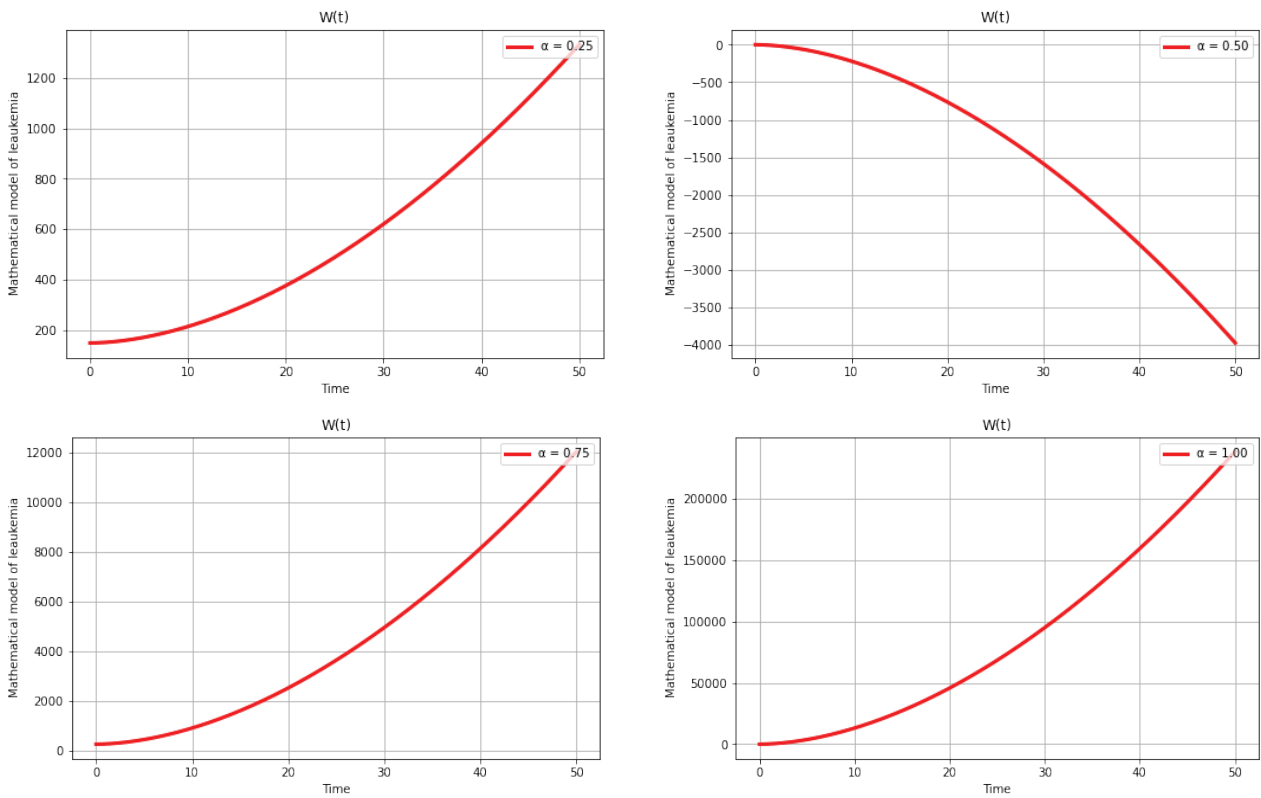 W(t)
α = 0.25
Mathematical model of leaukemia
1200
1000
800
600
400
200
0 10 20 30 40 50
Time
W(t)
α = 0.50
Mathematical model of leaukemia
0
−500
−1000
−1500
−2000
−2500
−3000
−3500
−4000
0 10 20 30 40 50
Time
W(t)
α = 0.75
Mathematical model of leaukemia
12000
10000
8000
6000
4000
2000
0
0 10 20 30 40 50
Time
W(t)
α = 1.00
Mathematical model of leaukemia
200000
150000
100000
50000
0
0 10 20 30 40 50
Time